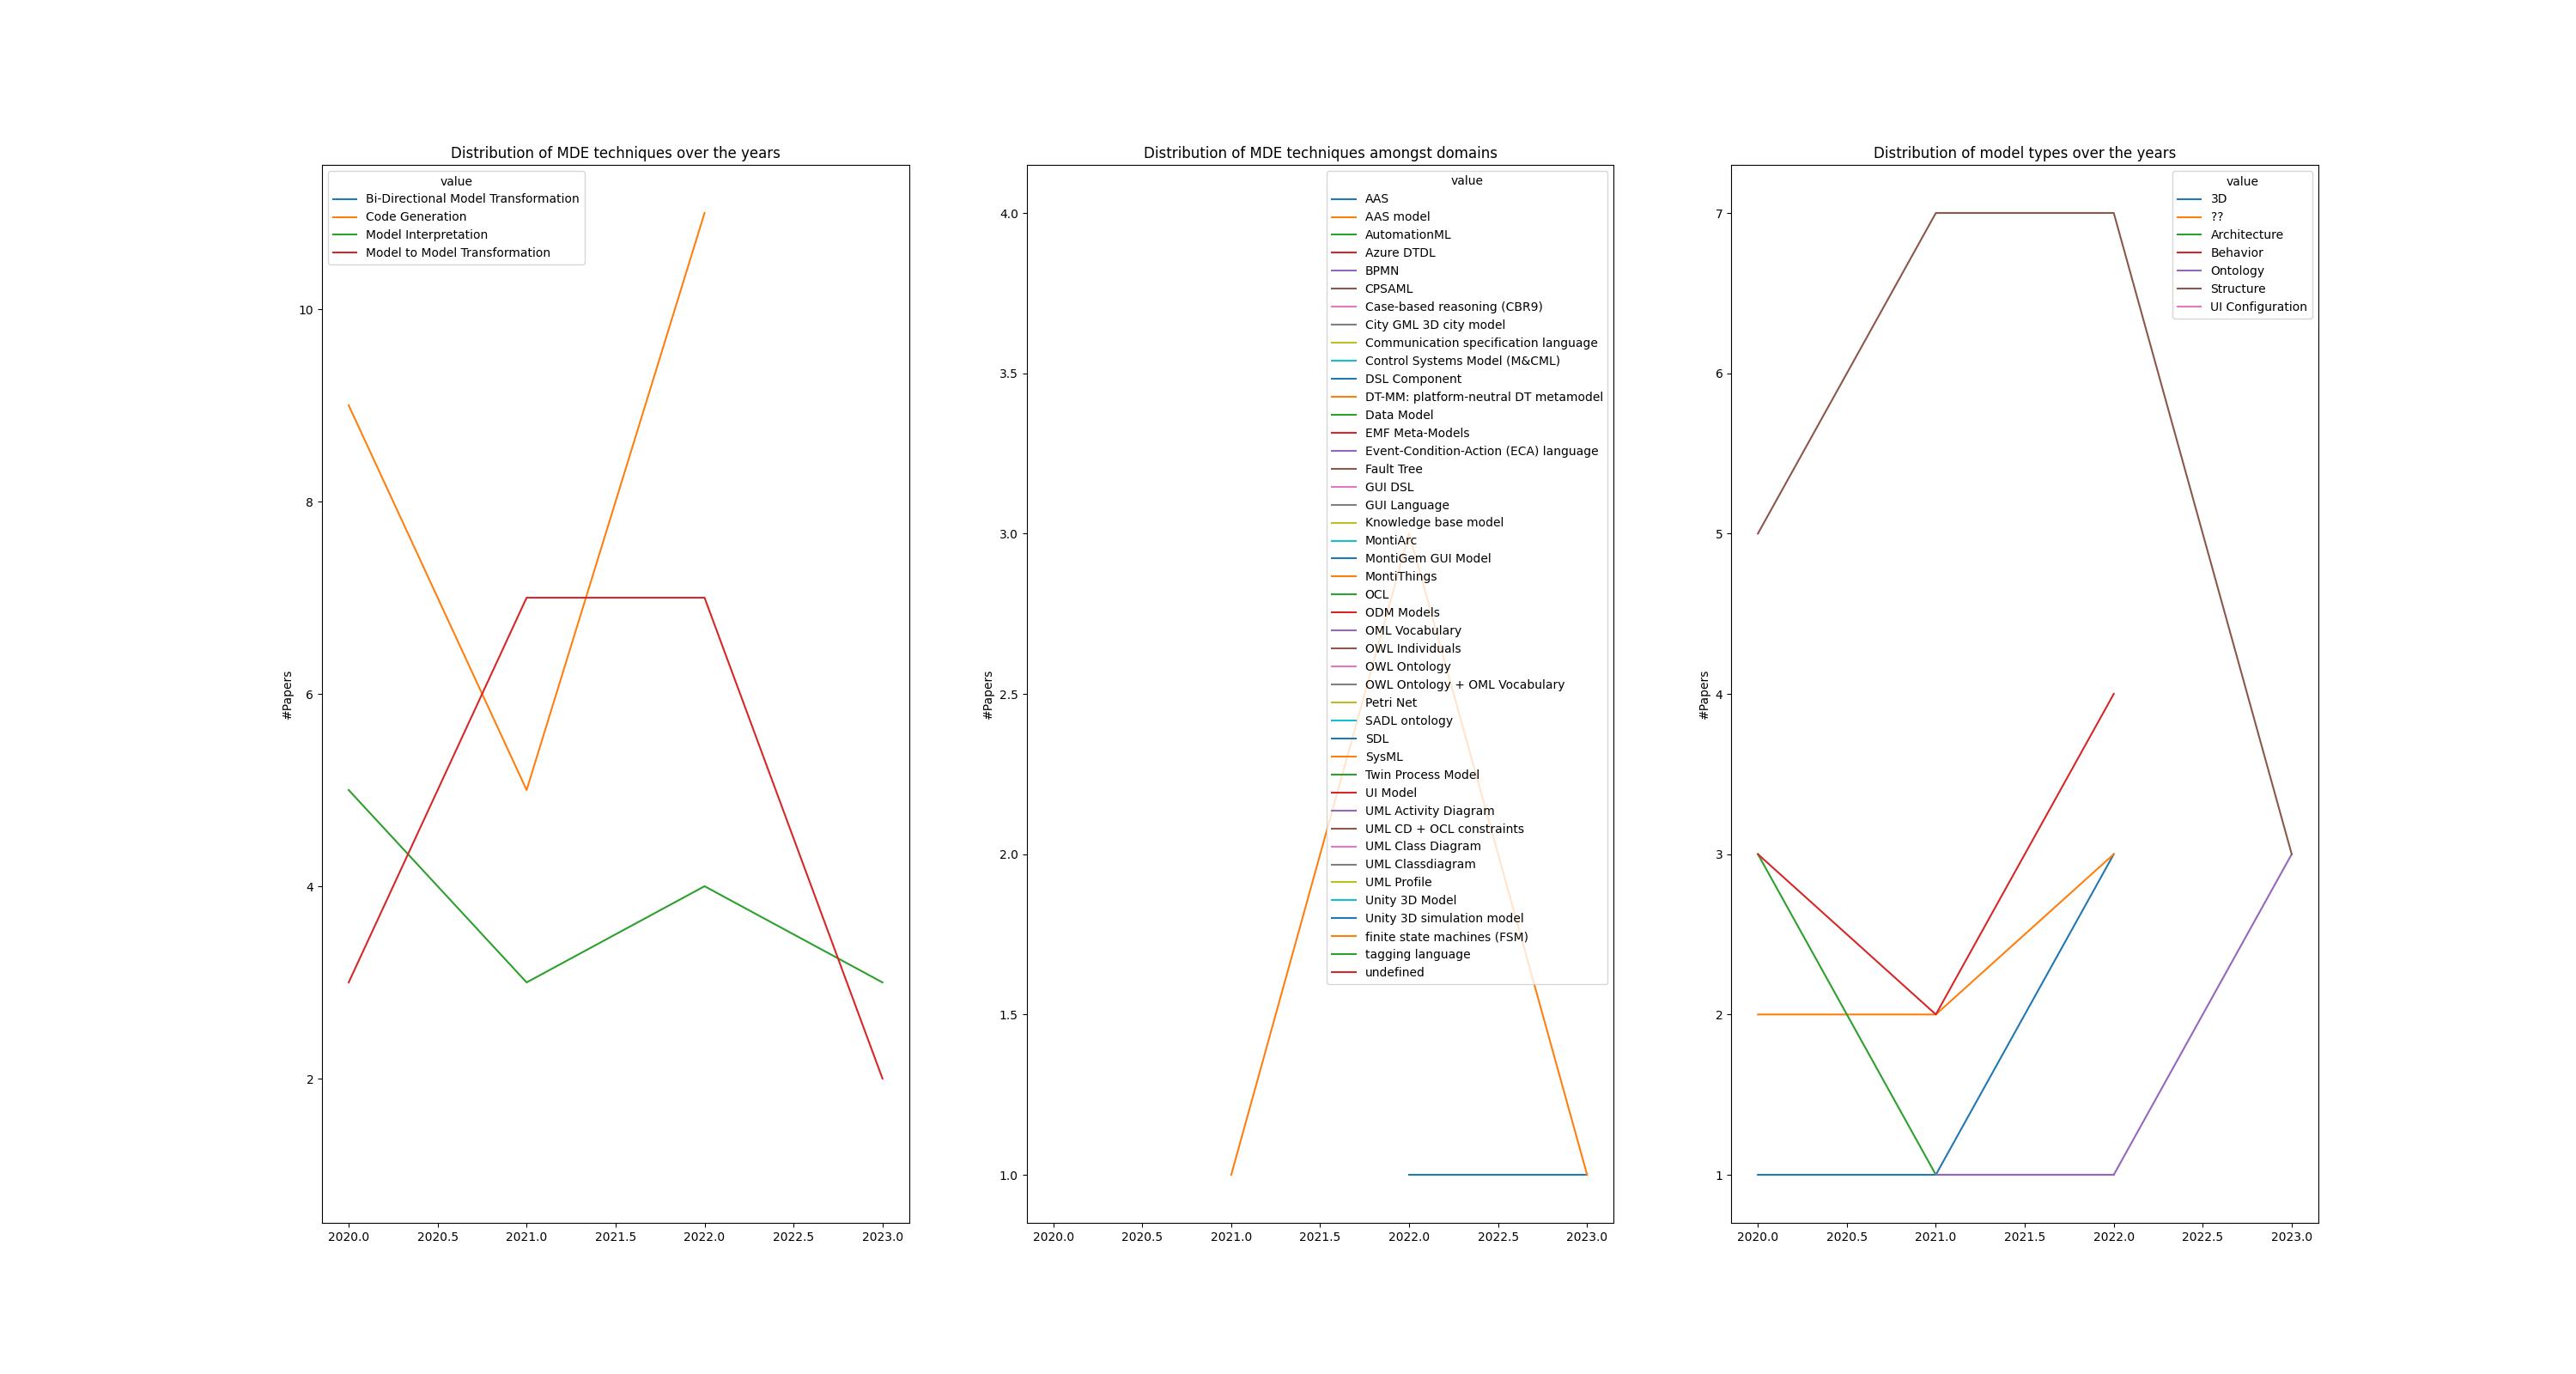 Distribution of MDE techniques over the years
value
Bi-Directional Model Transformation
Code Generation
Model Interpretation
Model to Model Transformation
#Papers
10
8
6
4
2
2020.0 2020.5 2021.0 2021.5 2022.0 2022.5 2023.0
Distribution of MDE techniques amongst domains
value
AAS
AAS model
AutomationML
Azure DTDL
BPMN
CPSAML
Case-based reasoning (CBR9)
City GML 3D city model
Communication specification language
Control Systems Model (M&CML)
DSL Component
DT-MM: platform-neutral DT metamodel
Data Model
EMF Meta-Models
Event-Condition-Action (ECA) language
Fault Tree
GUI DSL
GUI Language
Knowledge base model
MontiArc
MontiGem GUI Model
MontiThings
OCL
ODM Models
OML Vocabulary
OWL Individuals
OWL Ontology
OWL Ontology + OML Vocabulary
Petri Net
SADL ontology
SDL
SysML
Twin Process Model
UI Model
UML Activity Diagram
UML CD + OCL constraints
UML Class Diagram
UML Classdiagram
UML Profile
Unity 3D Model
Unity 3D simulation model
finite state machines (FSM)
tagging language
undefined
#Papers
4.0
3.5
3.0
2.5
2.0
1.5
1.0
2020.0 2020.5 2021.0 2021.5 2022.0 2022.5 2023.0
Distribution of model types over the years
value
3D
??
Architecture
Behavior
Ontology
Structure
UI Configuration
#Papers
7
6
5
4
3
2
1
2020.0 2020.5 2021.0 2021.5 2022.0 2022.5 2023.0